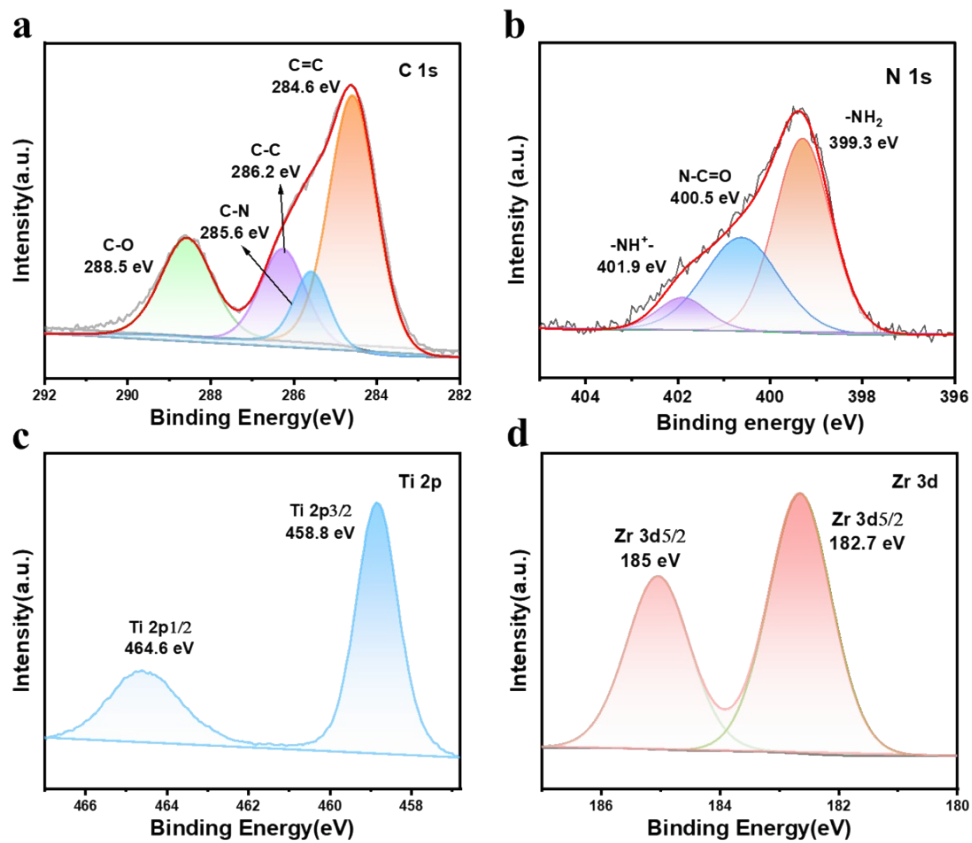 a
C 1s
C=C
284.6 eV
C-C
286.2 eV
C-N
285.6 eV
C-O
288.5 eV
Intensity(a.u.)
292 290 288 286 284 282
Binding Energy(eV)
b
N 1s
-NH₂
399.3 eV
N-C=O
400.5 eV
-NH⁺-
401.9 eV
Intensity (a.u.)
404 402 400 398 396
Binding energy (eV)
c
Ti 2p
Ti 2p3/2
458.8 eV
Ti 2p1/2
464.6 eV
Intensity(a.u.)
466 464 462 460 458
Binding Energy(eV)
d
Zr 3d
Zr 3d5/2
182.7 eV
Zr 3d5/2
185 eV
Intensity(a.u.)
186 184 182 180
Binding Energy(eV)